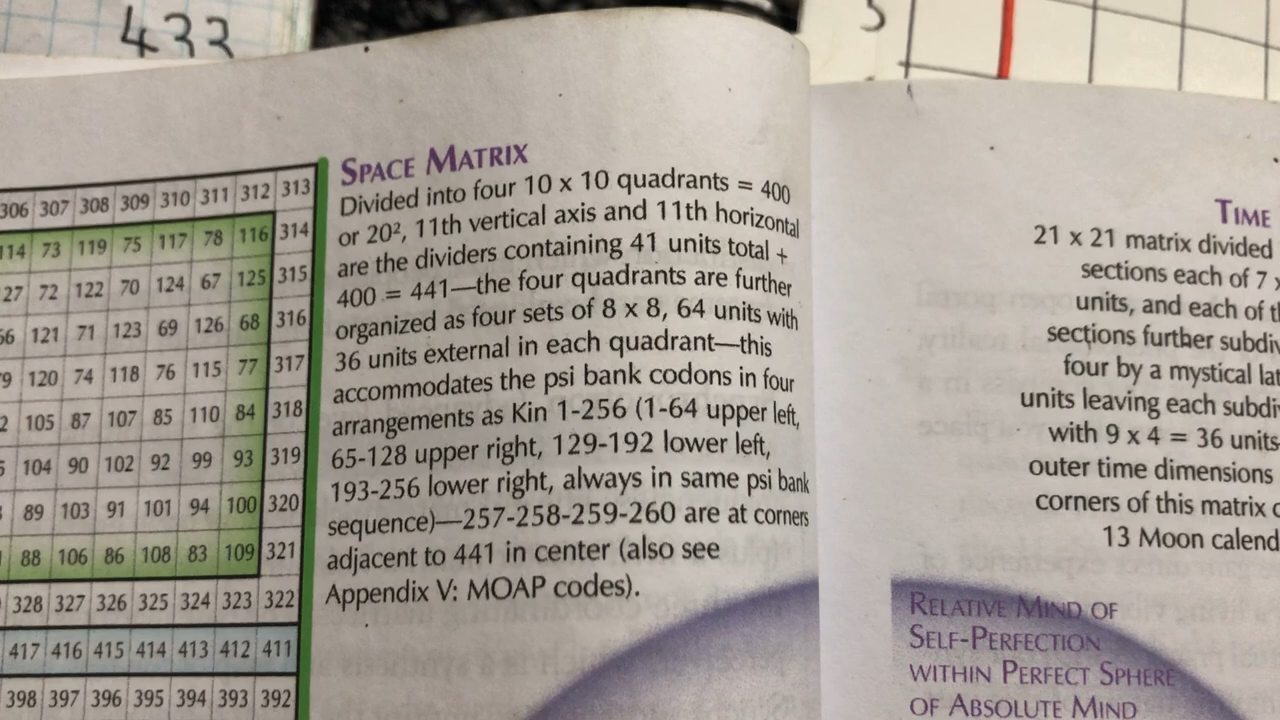 433
5
306 307 308 309 310 311 312 313
114 73 119 75 117 78 116 314
27 72 122 70 124 67 125 315
66 121 71 123 69 126 68 316
79 120 74 118 76 115 77 317
2 105 87 107 85 110 84 318
104 90 102 92 99 93 319
89 103 91 101 94 100 320
88 106 86 108 83 109 321
328 327 326 325 324 323 322
417 416 415 414 413 412 411
398 397 396 395 394 393 392
SPACE MATRIX
Divided into four 10 x 10 quadrants = 400
or 20², 11th vertical axis and 11th horizontal
are the dividers containing 41 units total +
400 = 441—the four quadrants are further
organized as four sets of 8 x 8, 64 units with
36 units external in each quadrant—this
accommodates the psi bank codons in four
arrangements as Kin 1-256 (1-64 upper left,
65-128 upper right, 129-192 lower left,
193-256 lower right, always in same psi bank
sequence)—257-258-259-260 are at corners
adjacent to 441 in center (also see
Appendix V: MOAP codes).
TIME
21 x 21 matrix divided
sections each of 7 x
units, and each of th
sections further subdiv
four by a mystical lat
units leaving each subdiv
with 9 x 4 = 36 units-
outer time dimensions
corners of this matrix c
13 Moon calend
RELATIVE MIND OF
SELF-PERFECTION
WITHIN PERFECT SPHERE
OF ABSOLUTE MIND